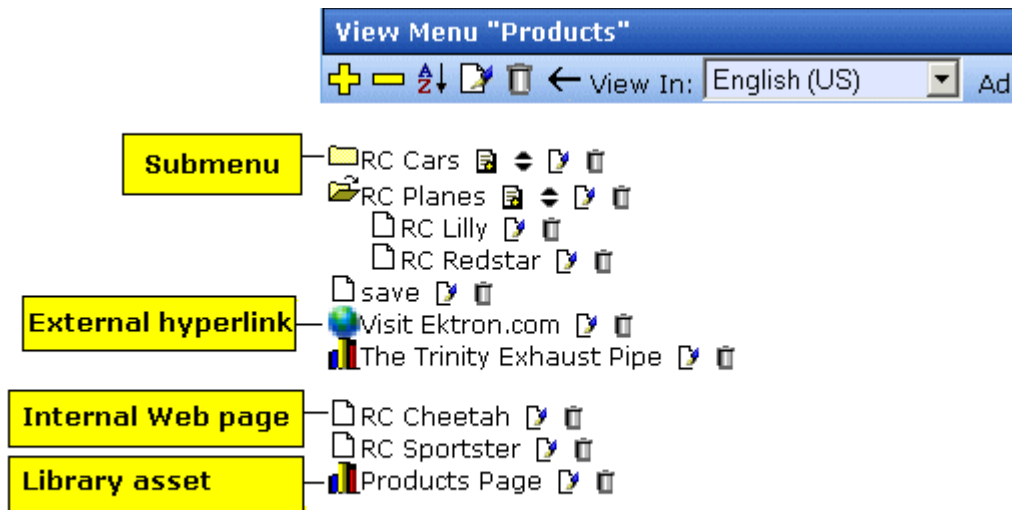 View Menu "Products"
View In: English (US) Ad
Submenu
RC Cars
RC Planes
RC Lilly
RC Redstar
save
External hyperlink
Visit Ektron.com
The Trinity Exhaust Pipe
Internal Web page
RC Cheetah
RC Sportster
Library asset
Products Page